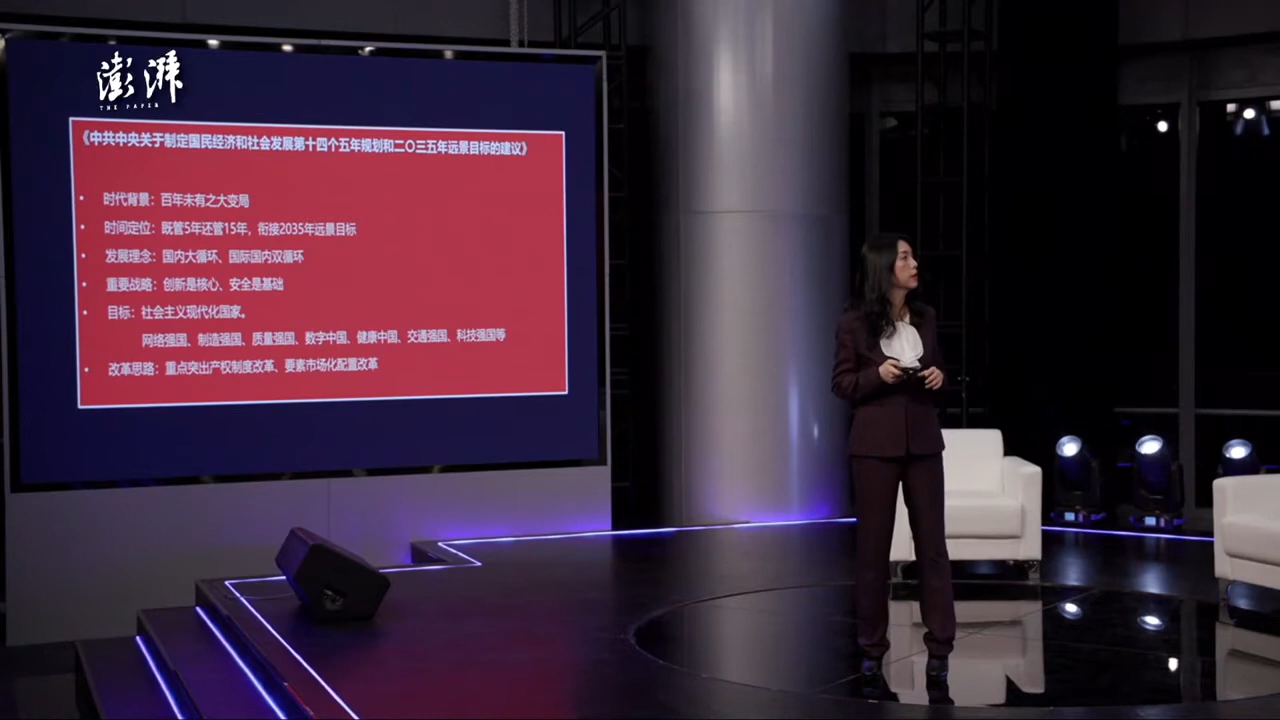 澎湃
THE PAPER
《中共中央关于制定国民经济和社会发展第十四个五年规划和二〇三五年远景目标的建议》
• 时代背景：百年未有之大变局
• 时间定位：既管5年还管15年，衔接2035年远景目标
• 发展理念：国内大循环、国际国内双循环
• 重要战略：创新是核心、安全是基础
• 目标：社会主义现代化国家。
网络强国、制造强国、质量强国、数字中国、健康中国、交通强国、科技强国等
• 改革思路：重点突出产权制度改革、要素市场化配置改革